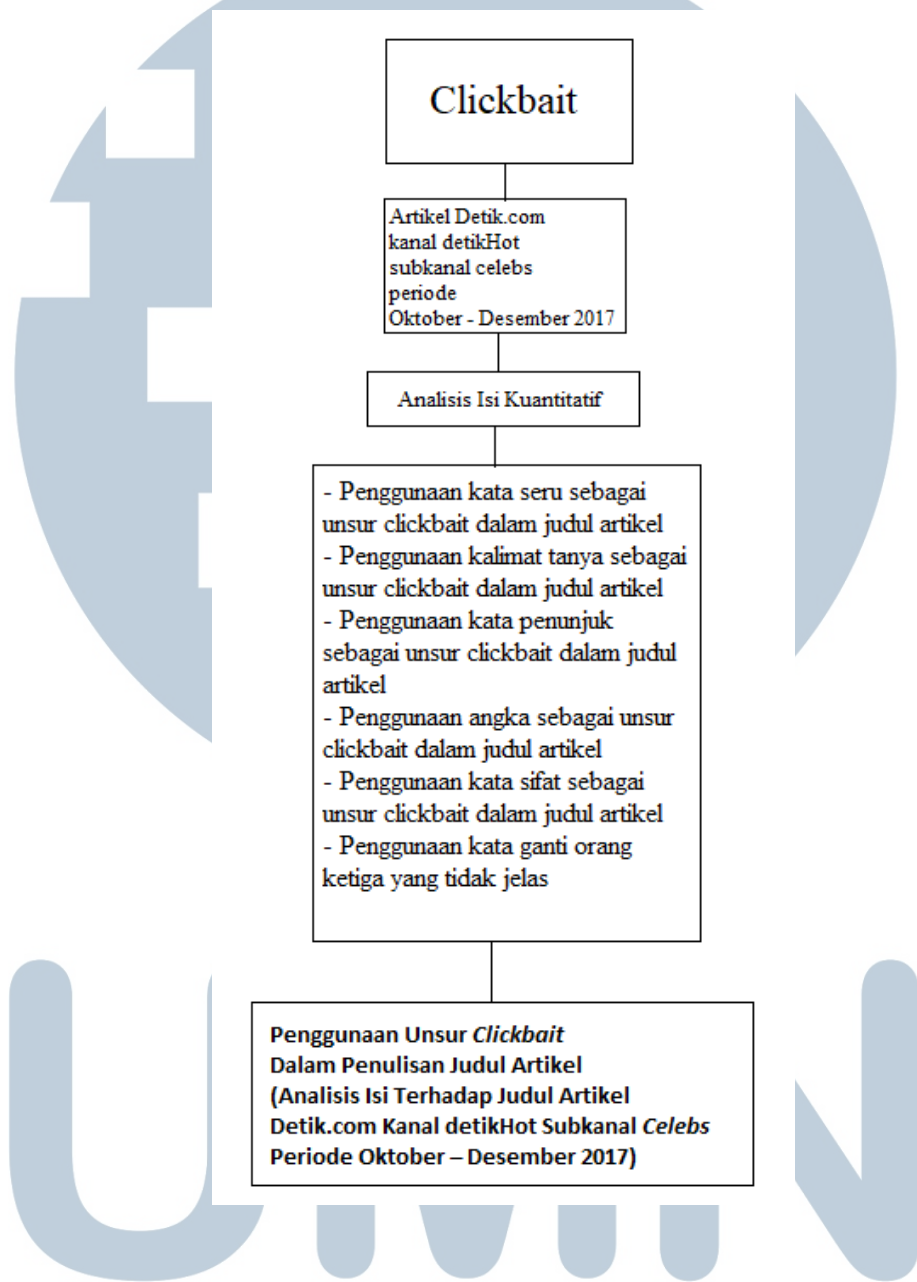 Clickbait
Artikel Detik.com
kanal detikHot
subkanal celebs
periode
Oktober - Desember 2017
Analisis Isi Kuantitatif
- Penggunaan kata seru sebagai
unsur clickbait dalam judul artikel
- Penggunaan kalimat tanya sebagai
unsur clickbait dalam judul artikel
- Penggunaan kata penunjuk
sebagai unsur clickbait dalam judul
artikel
- Penggunaan angka sebagai unsur
clickbait dalam judul artikel
- Penggunaan kata sifat sebagai
unsur clickbait dalam judul artikel
- Penggunaan kata ganti orang
ketiga yang tidak jelas
Penggunaan Unsur Clickbait
Dalam Penulisan Judul Artikel
(Analisis Isi Terhadap Judul Artikel
Detik.com Kanal detikHot Subkanal Celebs
Periode Oktober – Desember 2017)
UMN